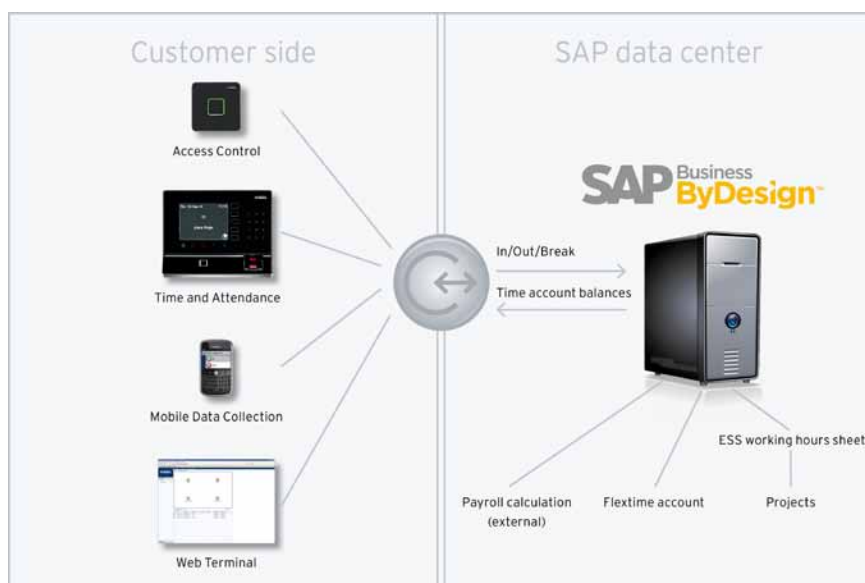 Customer side
SAP data center
Access Control
Time and Attendance
Mobile Data Collection
Web Terminal
SAP Business ByDesign™
In/Out/Break
Time account balances
ESS working hours sheet
Payroll calculation
(external)
Flextime account
Projects